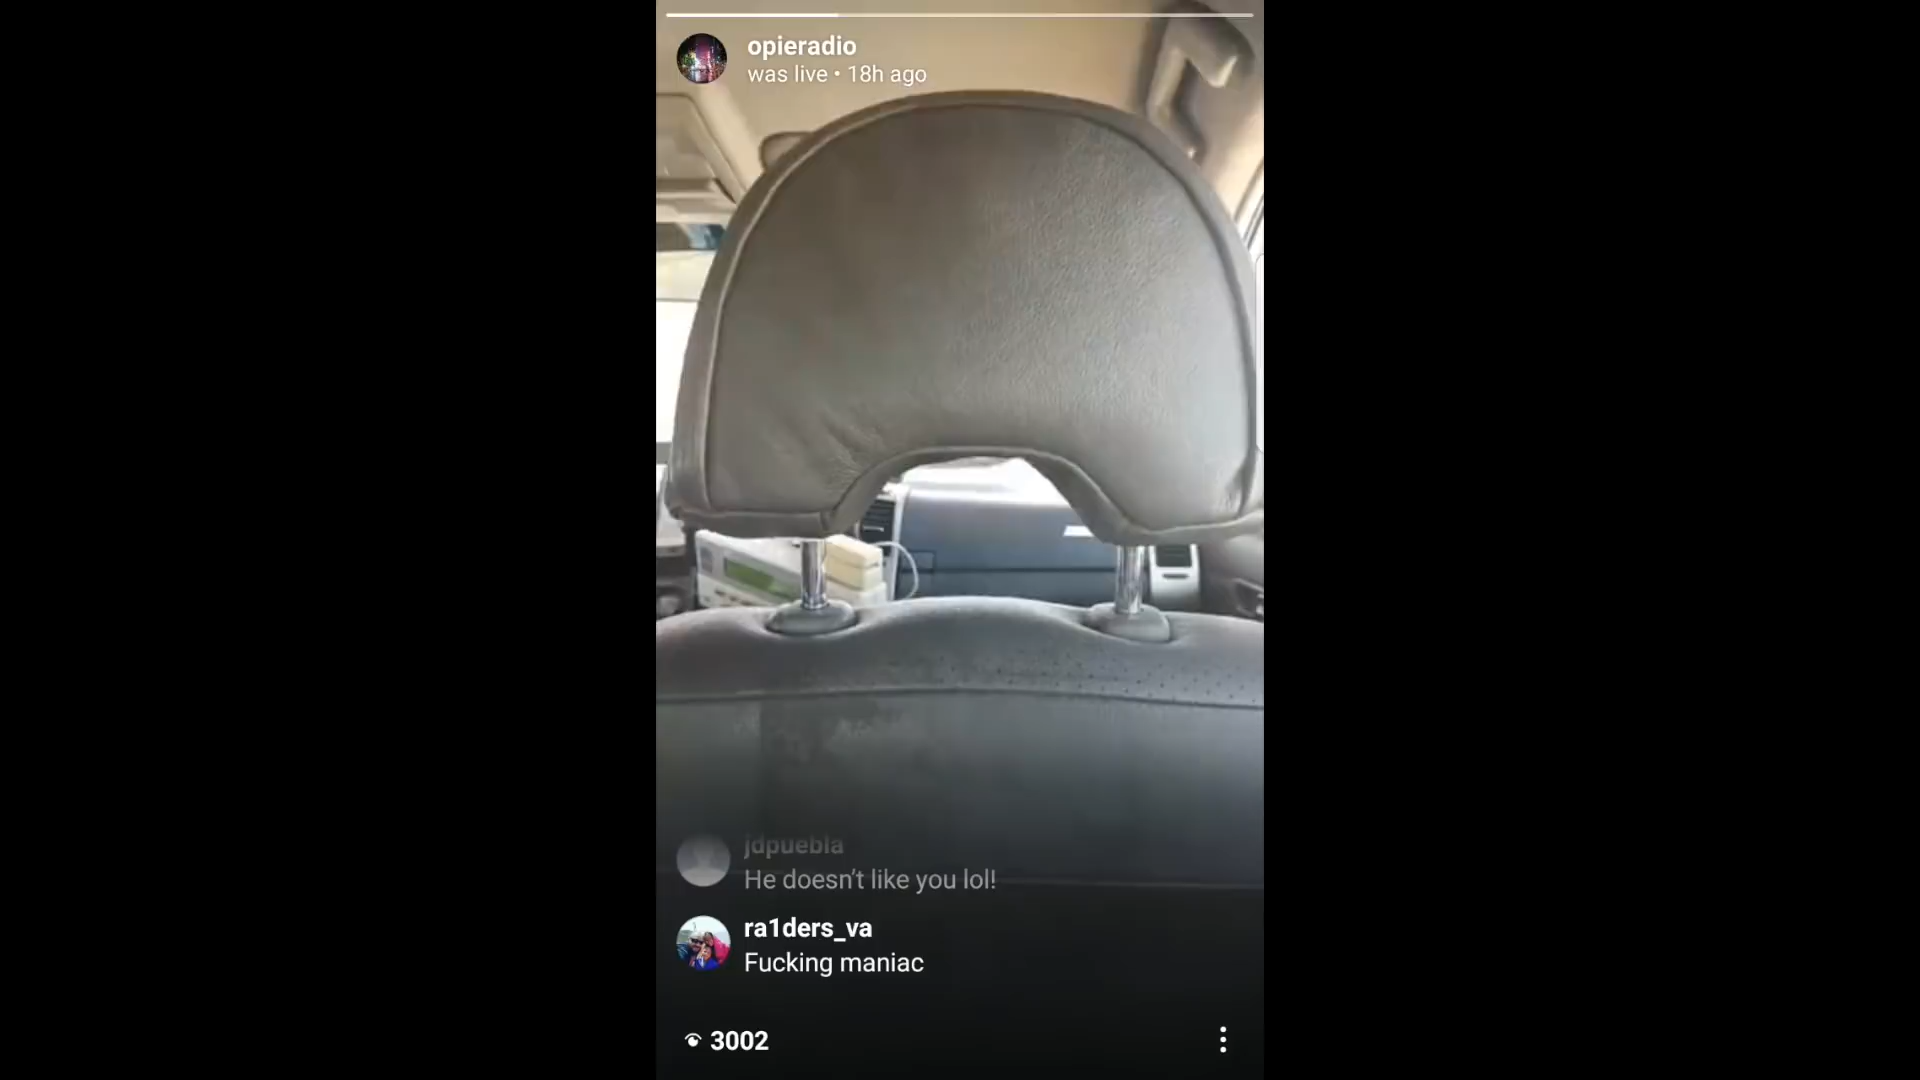 opieradio
was live • 18h ago
jdpuebla
He doesn't like you lol!
ra1ders_va
Fucking maniac
3002